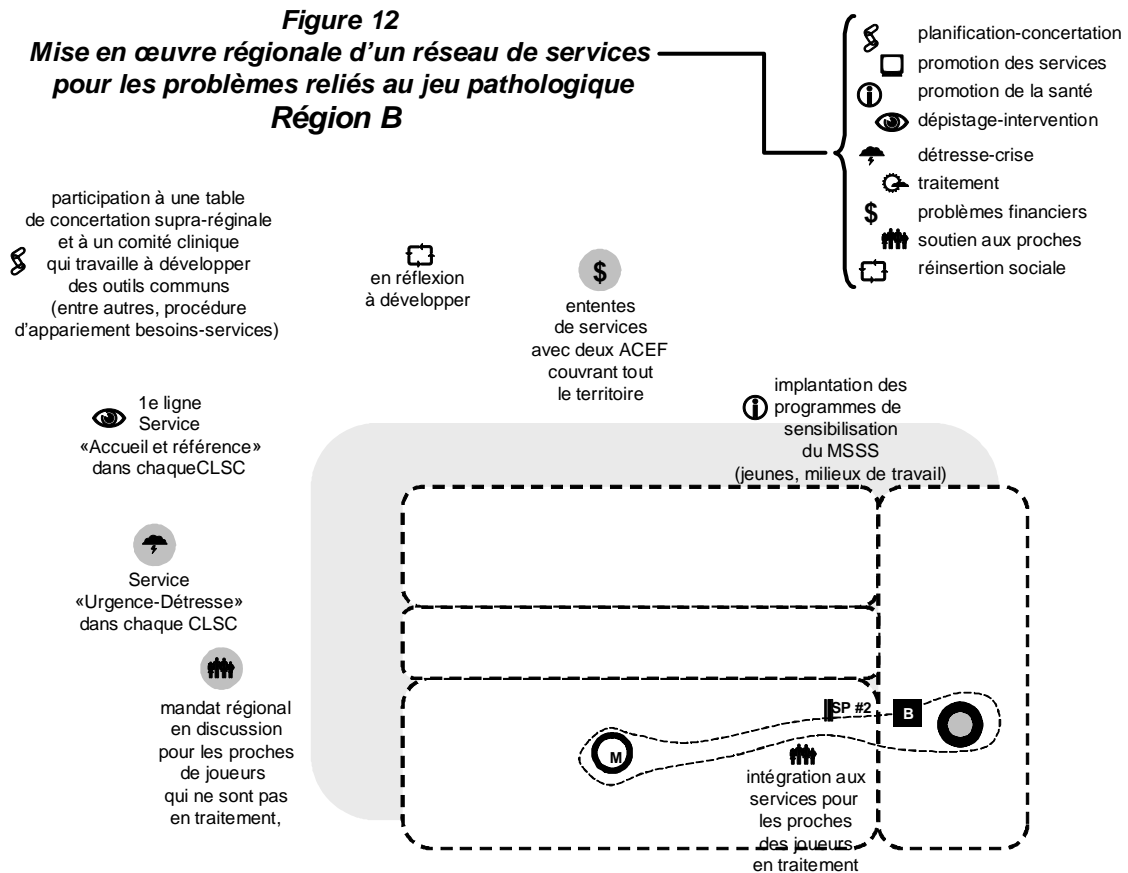 Figure 12
Mise en œuvre régionale d’un réseau de services
pour les problèmes reliés au jeu pathologique
Région B
planification-concertation
promotion des services
promotion de la santé
dépistage-intervention
détresse-crise
traitement
$ problèmes financiers
soutien aux proches
réinsertion sociale
participation à une table
de concertation supra-réginale
et à un comité clinique
qui travaille à développer
des outils communs
(entre autres, procédure
d’appariement besoins-services)
en réflexion
à développer
$
ententes
de services
avec deux ACEF
couvrant tout
le territoire
implantation des
programmes de
sensibilisation
du MSSS
(jeunes, milieux de travail)
1e ligne
Service
«Accueil et référence»
dans chaqueCLSC
Service
«Urgence-Détresse»
dans chaque CLSC
mandat régional
en discussion
pour les proches
de joueurs
qui ne sont pas
en traitement,
SP #2
B
M
intégration aux
services pour
les proches
des joueurs
en traitement